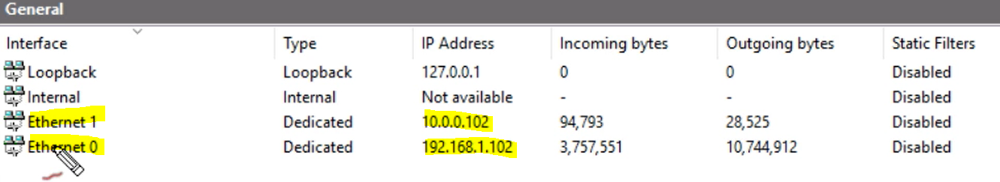 General
Interface Type IP Address Incoming bytes Outgoing bytes Static Filters
Loopback Loopback 127.0.0.1 0 0 Disabled
Internal Internal Not available - - Disabled
Ethernet 1 Dedicated 10.0.0.102 94,793 28,525 Disabled
Ethernet 0 Dedicated 192.168.1.102 3,757,551 10,744,912 Disabled